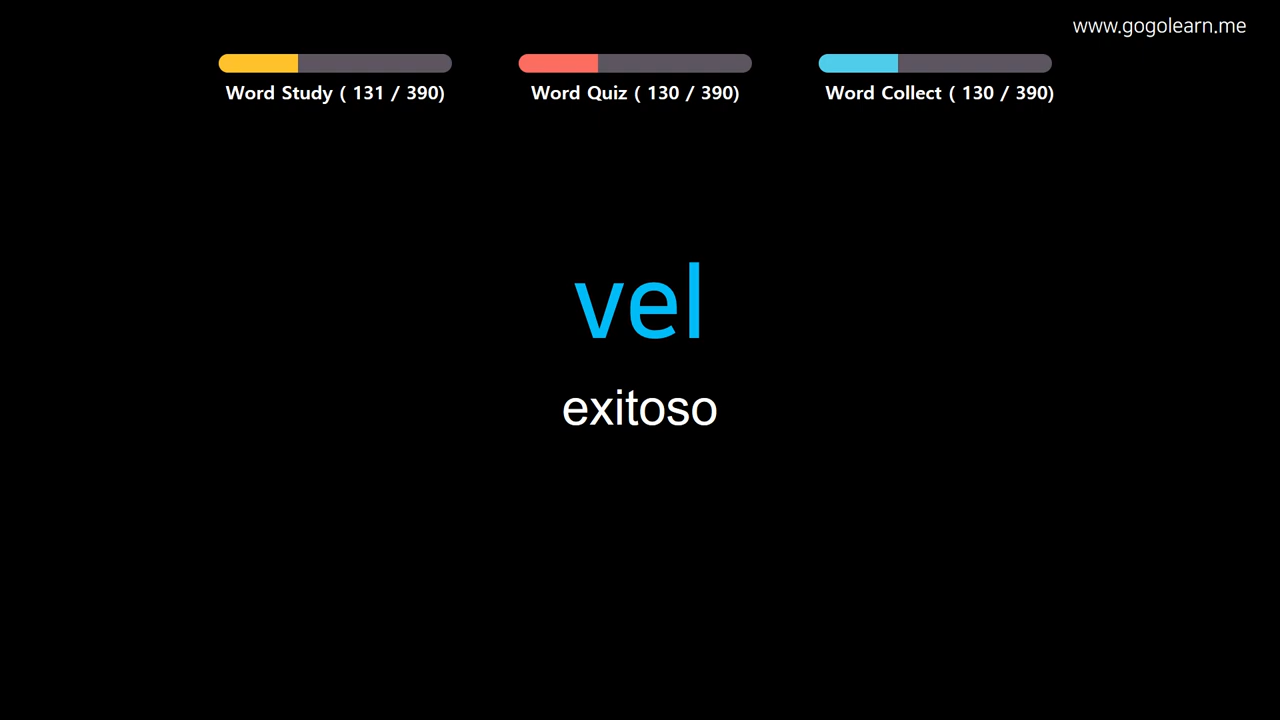 www.gogolearn.me
Word Study ( 131 / 390)
Word Quiz ( 130 / 390)
Word Collect ( 130 / 390)
vel
exitoso